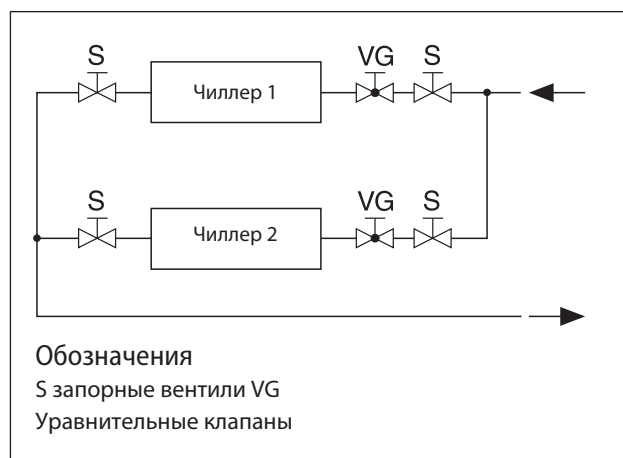 S VG S
Чиллер 1
S VG S
Чиллер 2
Обозначения
S запорные вентили VG
Уравнительные клапаны